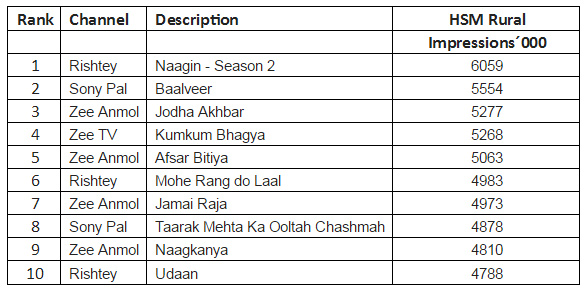 Rank Channel Description HSM Rural
Impressions´000
1 Rishtey Naagin - Season 2 6059
2 Sony Pal Baalveer 5554
3 Zee Anmol Jodha Akhbar 5277
4 Zee TV Kumkum Bhagya 5268
5 Zee Anmol Afsar Bitiya 5063
6 Rishtey Mohe Rang do Laal 4983
7 Zee Anmol Jamai Raja 4973
8 Sony Pal Taarak Mehta Ka Ooltah Chashmah 4878
9 Zee Anmol Naagkanya 4810
10 Rishtey Udaan 4788